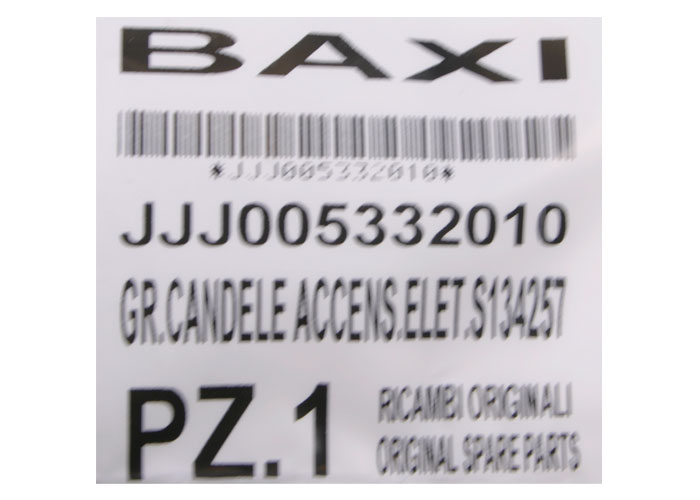 BAXI
*JJJ005332010*
JJJ005332010
GR.CANDELE ACCENS.ELET.S134257
PZ.1
RICAMBI ORIGINALI
ORIGINAL SPARE PARTS